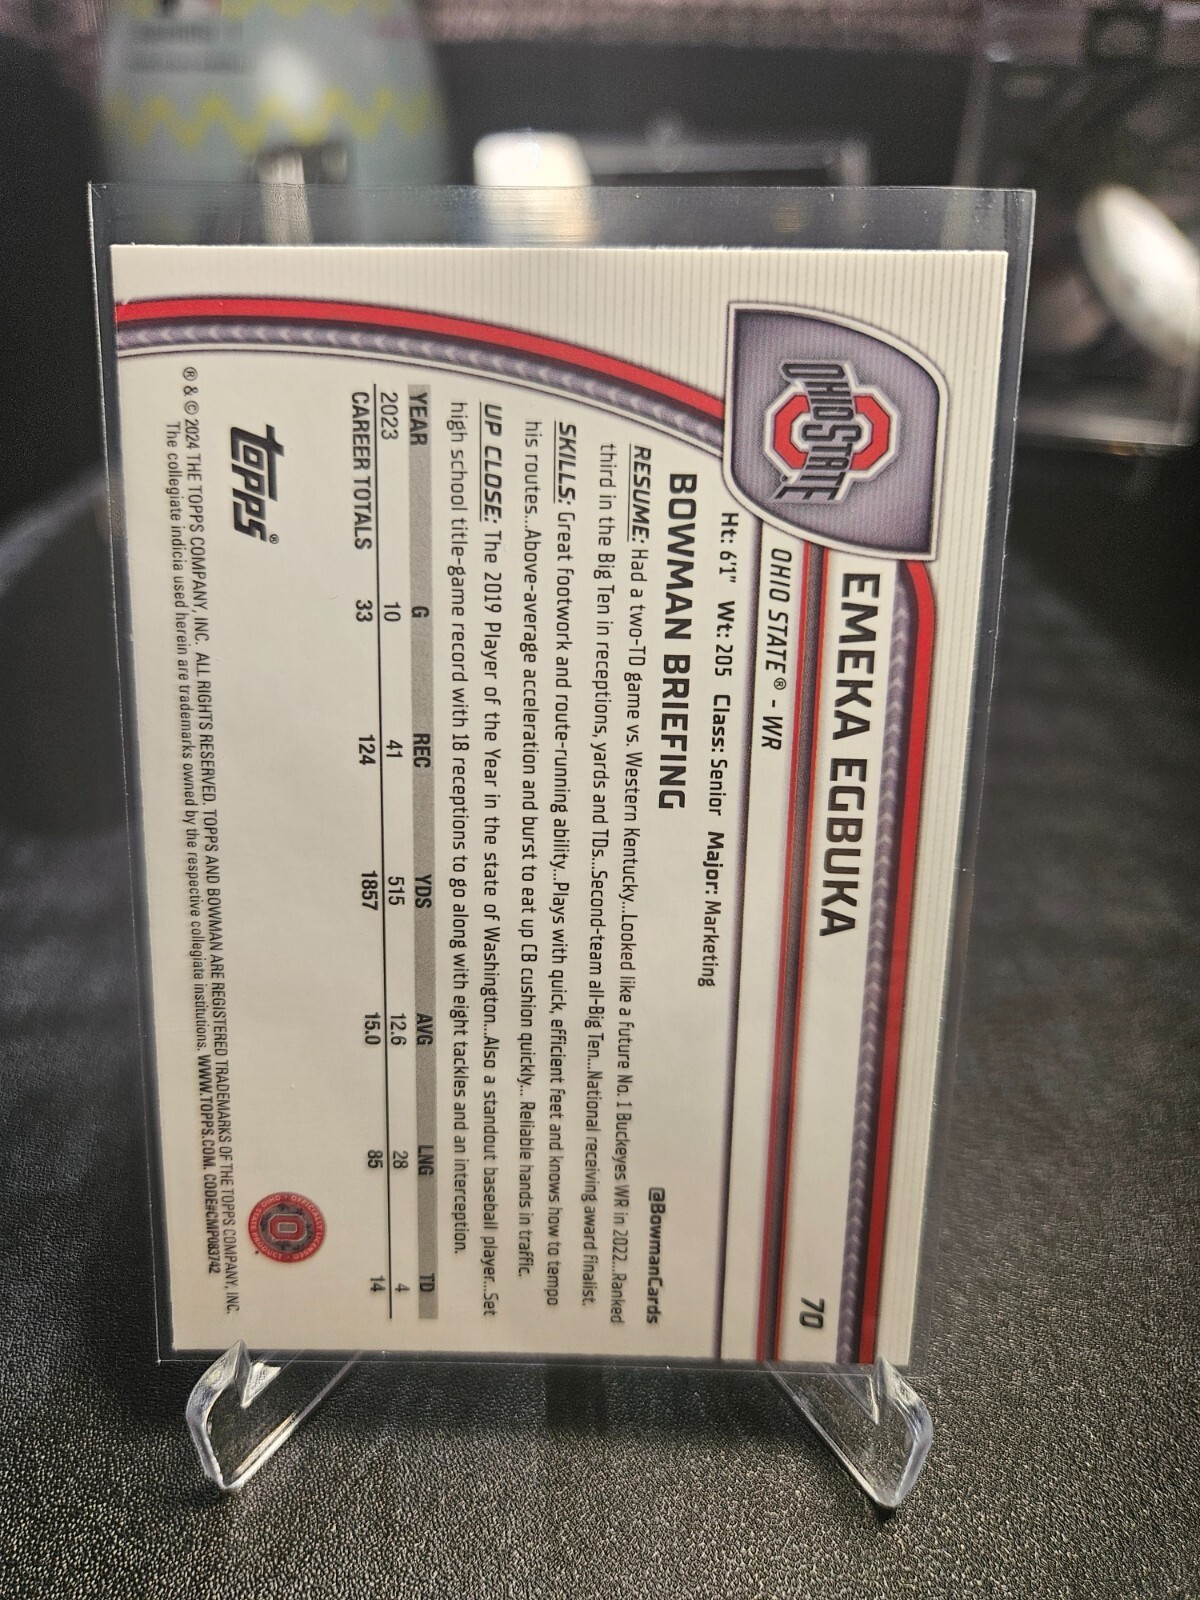 EMEKA EGBUKA
70
OHIO STATE® - WR
OHIO STATE
Ht: 6'1" Wt: 205 Class: Senior Major: Marketing
BOWMAN BRIEFING
@BowmanCards
RESUME: Had a two-TD game vs. Western Kentucky...Looked like a future No. 1 Buckeyes WR in 2022...Ranked
third in the Big Ten in receptions, yards and TDs...Second-team all-Big Ten...National receiving award finalist.
SKILLS: Great footwork and route-running ability...Plays with quick, efficient feet and knows how to tempo
his routes...Above-average acceleration and burst to eat up CB cushion quickly... Reliable hands in traffic.
UP CLOSE: The 2019 Player of the Year in the state of Washington...Also a standout baseball player...Set
high school title-game record with 18 receptions to go along with eight tackles and an interception.
YEAR G REC YDS AVG LNG TD
2023 10 41 515 12.6 28 4
CAREER TOTALS 33 124 1857 15.0 85 14
topps®
® & © 2024 THE TOPPS COMPANY, INC. ALL RIGHTS RESERVED. TOPPS AND BOWMAN ARE REGISTERED TRADEMARKS OF THE TOPPS COMPANY, INC.
The collegiate indicia used herein are trademarks owned by the respective collegiate institutions. WWW.TOPPS.COM. CODE#CMP083742
OFFICIALLY LICENSED